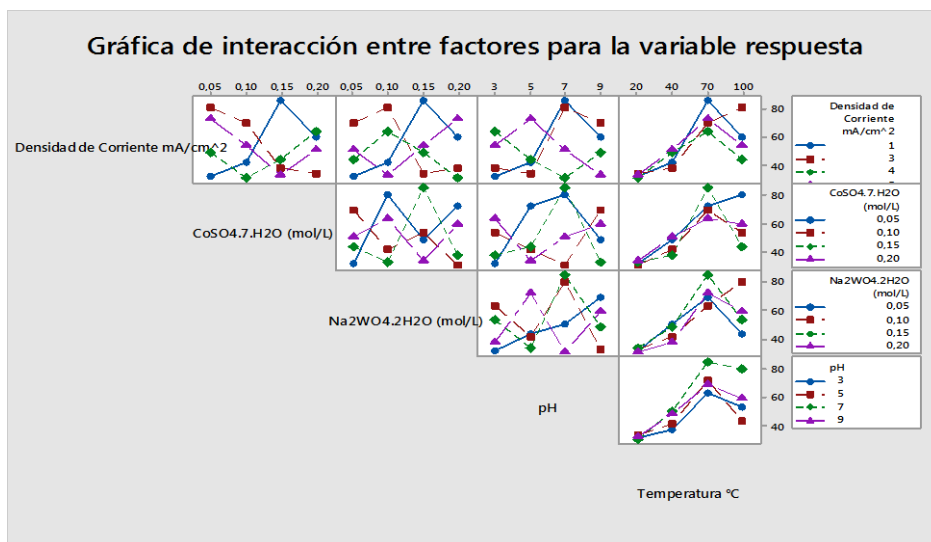 Gráfica de interacción entre factores para la variable respuesta
0,05 0,10 0,15 0,20 0,05 0,10 0,15 0,20 3 5 7 9 20 40 70 100
Densidad de Corriente mA/cm^2
80
60
40
Densidad de
Corriente
mA/cm^2
1
3
4
CoSO4.7.H2O (mol/L)
80
60
40
CoSO4.7.H2O
(mol/L)
0,05
0,10
0,15
0,20
Na2WO4.2H2O (mol/L)
80
60
40
Na2WO4.2H2O
(mol/L)
0,05
0,10
0,15
0,20
pH
80
60
40
pH
3
5
7
9
Temperatura °C